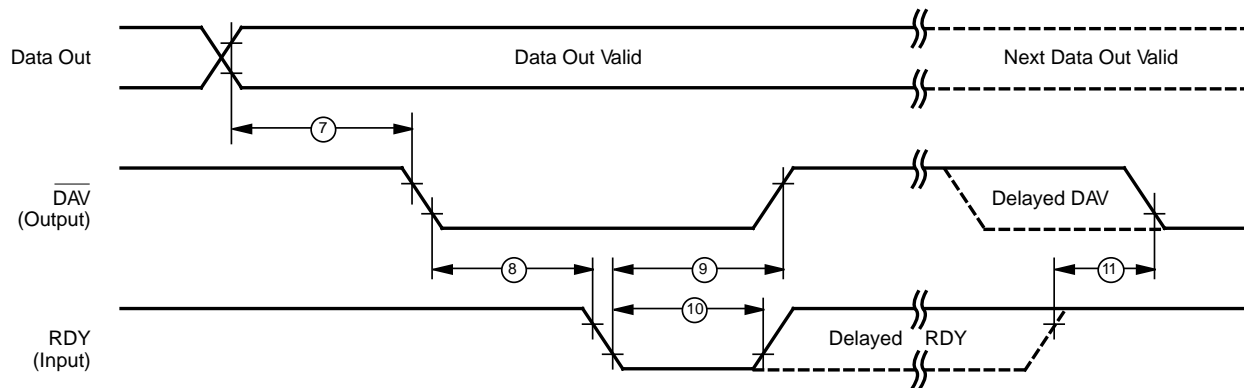 Data Out
Data Out Valid
Next Data Out Valid
7
DAV
(Output)
Delayed DAV
8
9
11
10
RDY
(Input)
Delayed RDY